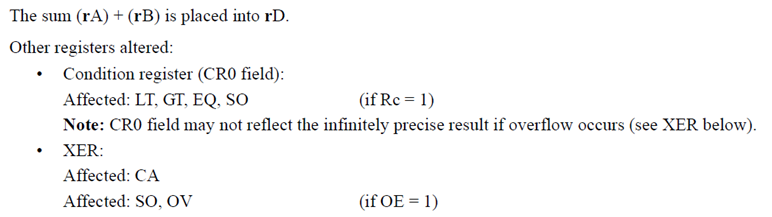 The sum (rA) + (rB) is placed into rD.
Other registers altered:
• Condition register (CR0 field):
Affected: LT, GT, EQ, SO (if Rc = 1)
Note: CR0 field may not reflect the infinitely precise result if overflow occurs (see XER below).
• XER:
Affected: CA
Affected: SO, OV (if OE = 1)